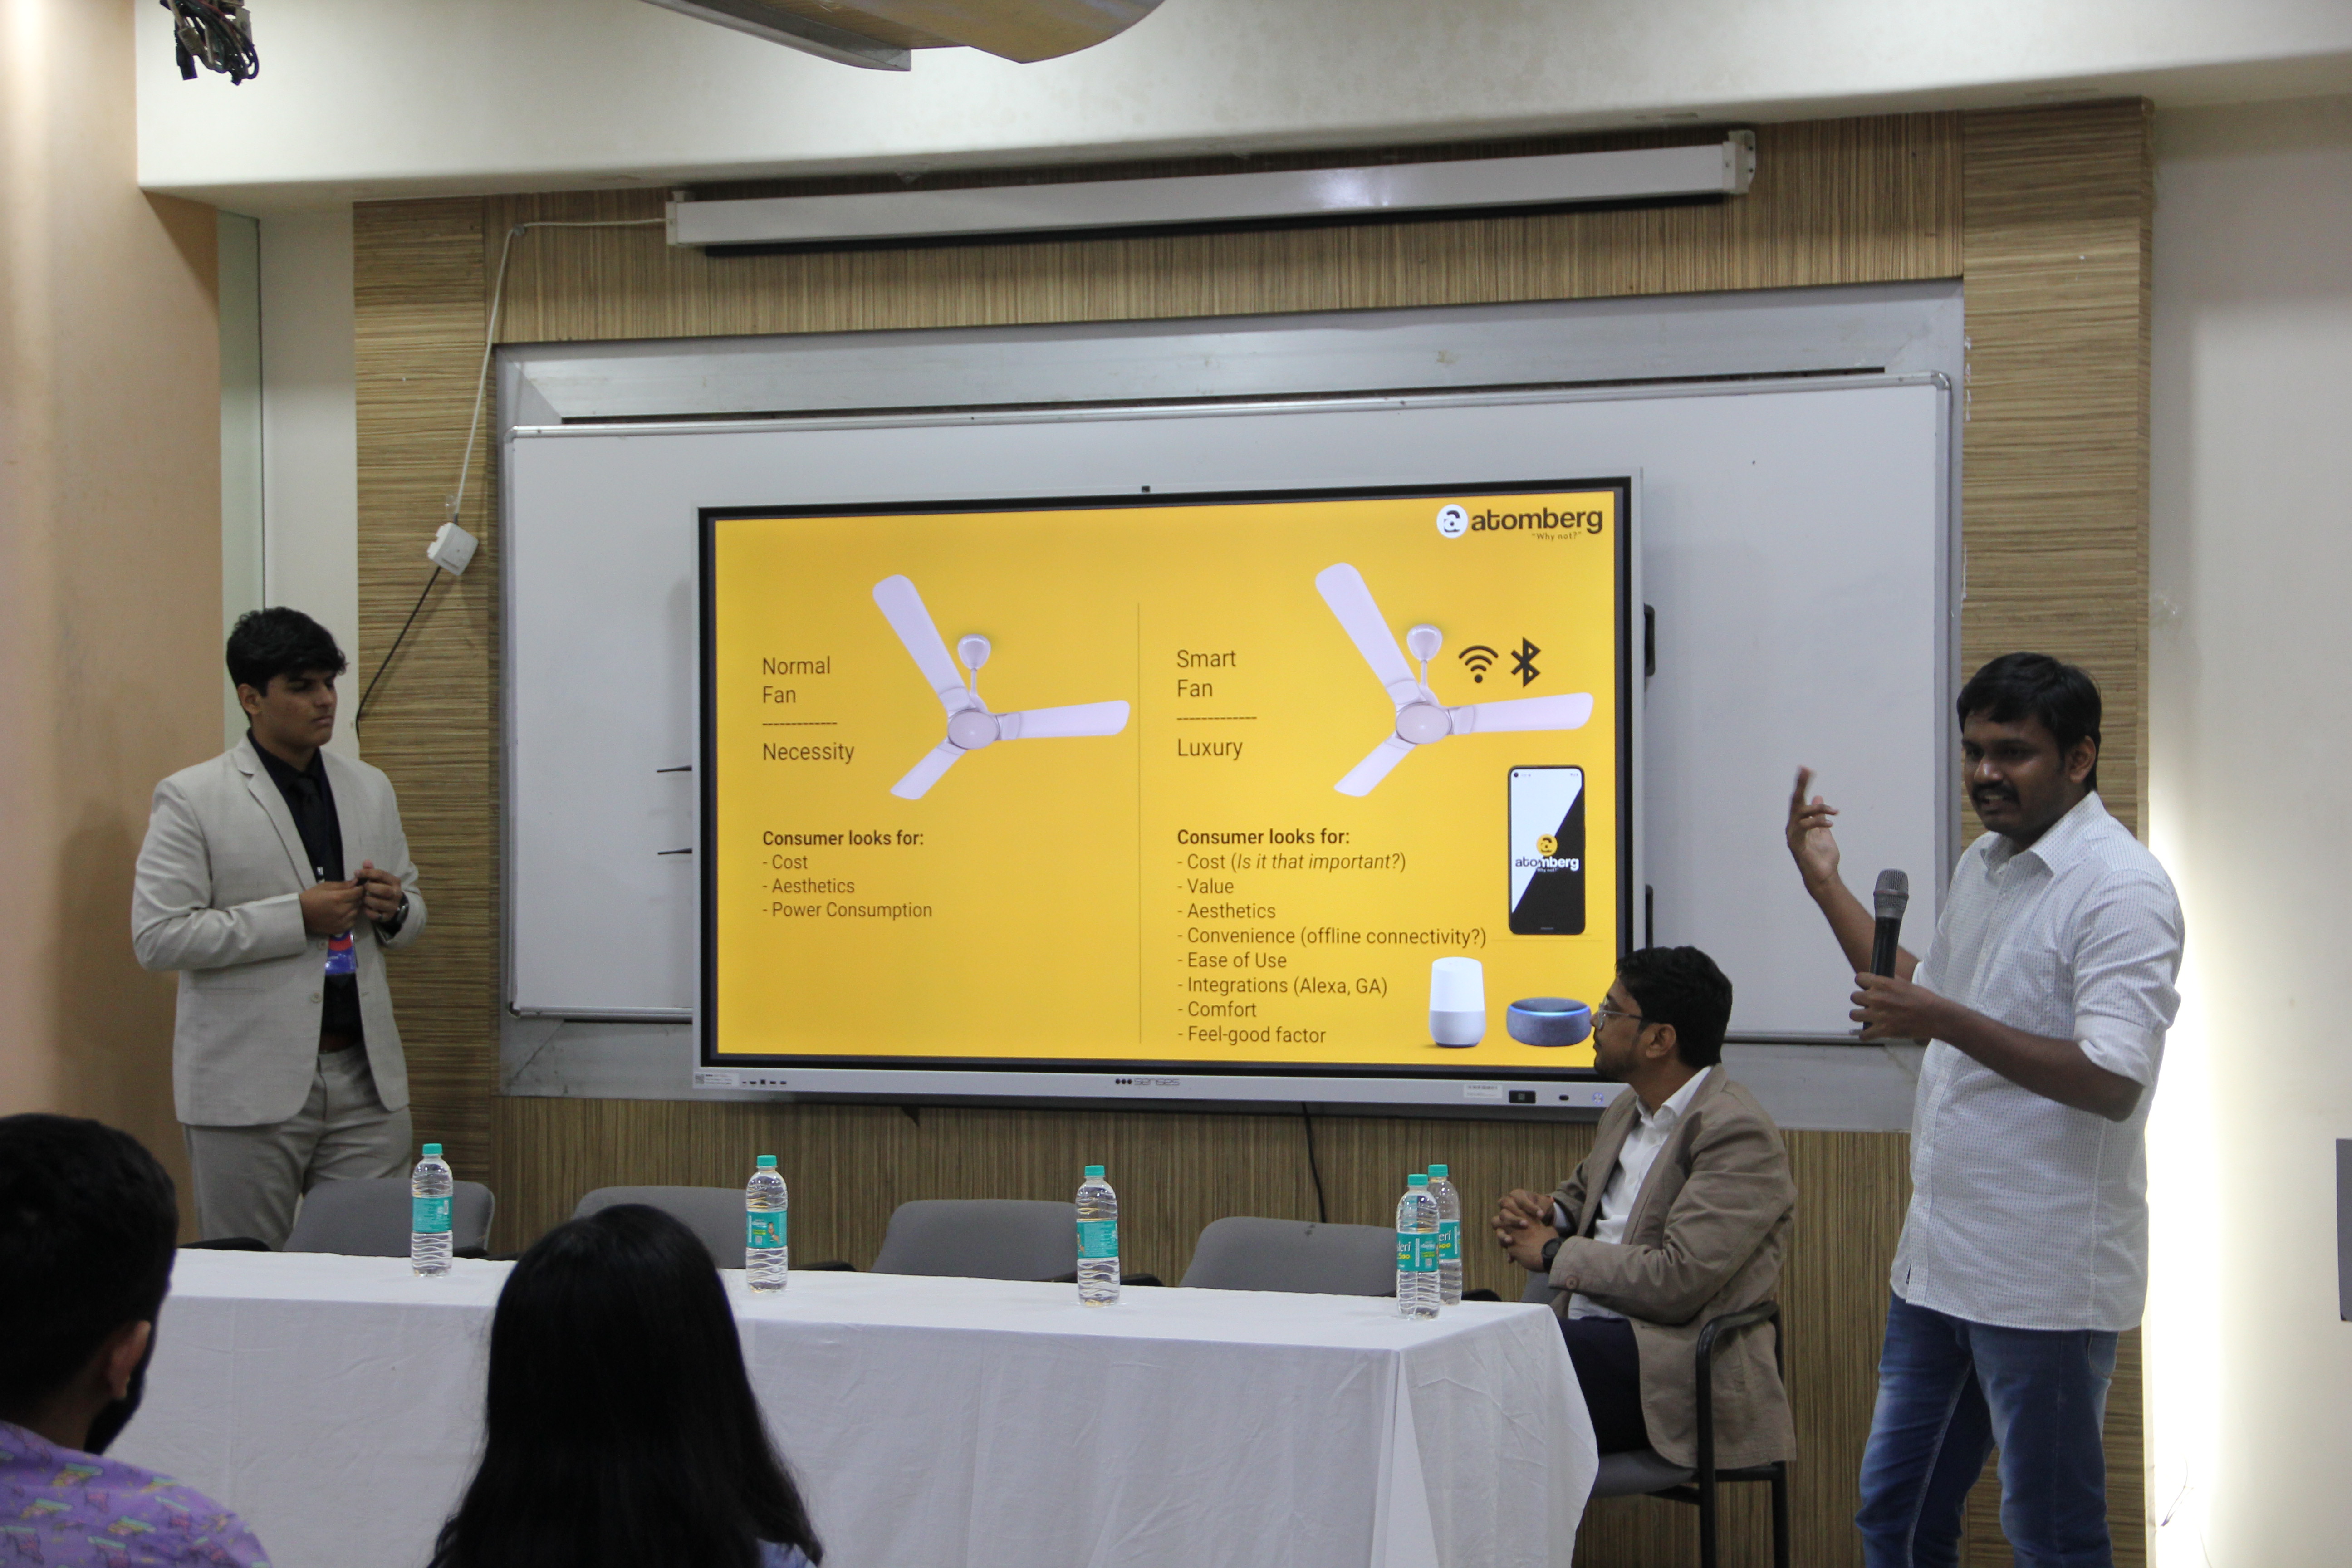 atomberg
"Why not?"
Normal
Fan
-------------
Necessity
Consumer looks for:
- Cost
- Aesthetics
- Power Consumption
Smart
Fan
-------------
Luxury
Consumer looks for:
- Cost (Is it that important?)
- Value
- Aesthetics
- Convenience (offline connectivity?)
- Ease of Use
- Integrations (Alexa, GA)
- Comfort
- Feel-good factor
atomberg
senses